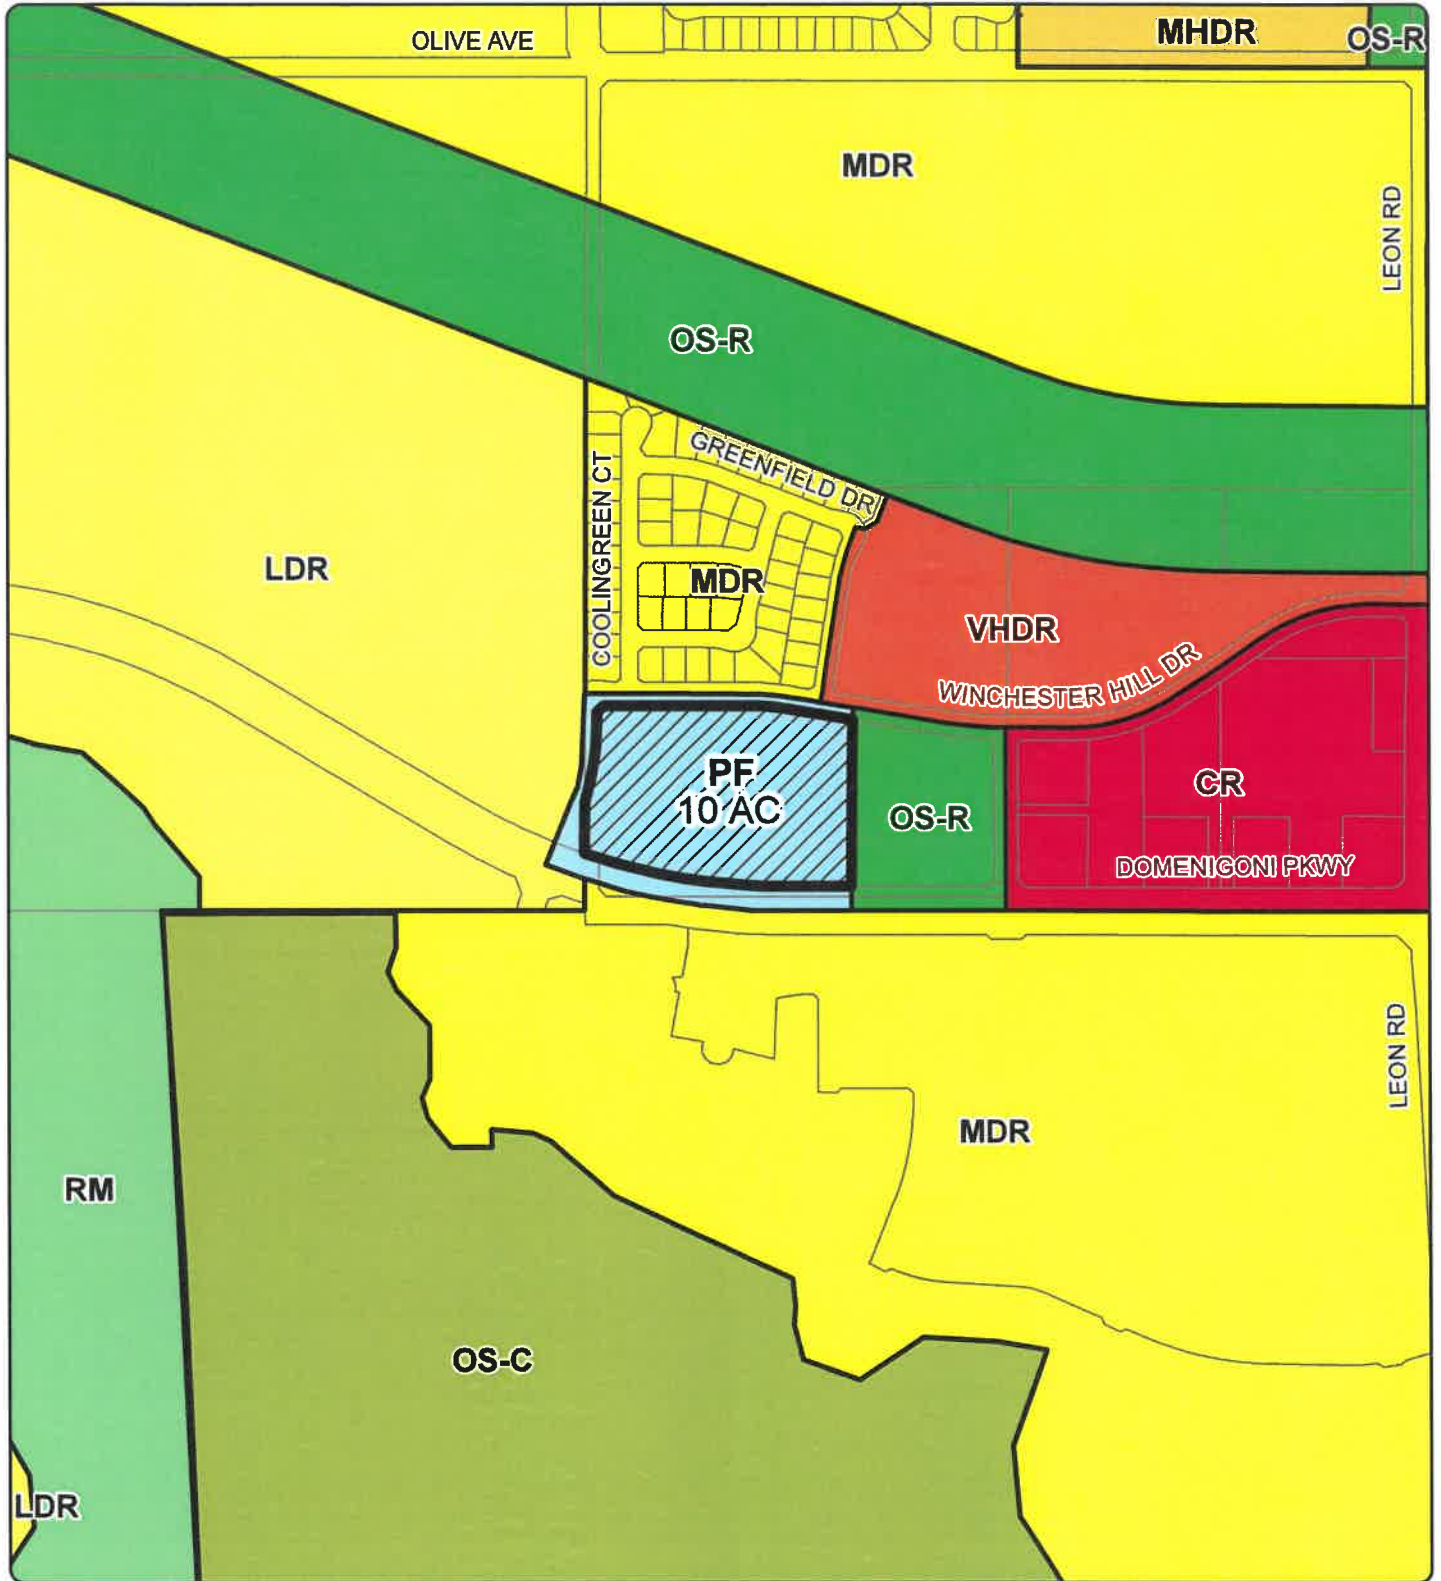 OLIVE AVE
MHDR
OS-R
MDR
LEON RD
OS-R
GREENFIELD DR
COOLINGREEN CT
LDR
MDR
VHDR
WINCHESTER HILL DR
PF
10 AC
OS-R
CR
DOMENIGONI PKWY
LEON RD
MDR
RM
OS-C
LDR